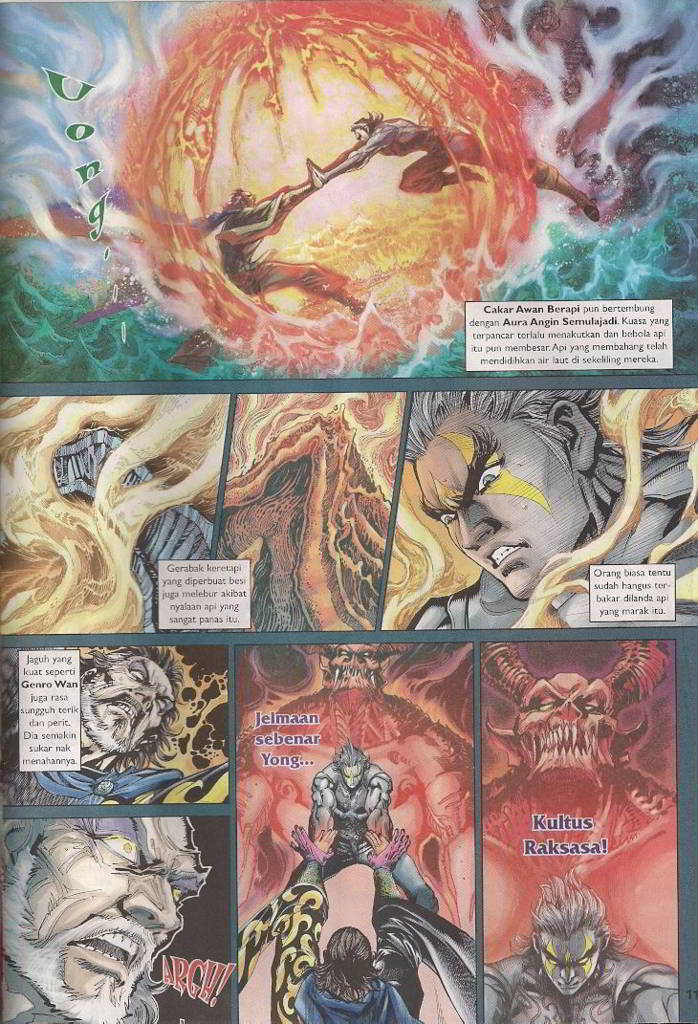 Uong...!!
Cakar Awan Berapi pun bertembung
dengan Aura Angin Semulajadi. Kuasa yang
terpancar terlalu menakutkan dan bebola api
itu pun membesar. Api yang membahang telah
mendidihkan air laut di sekeliling mereka.
Gerabak keretapi
yang diperbuat besi
juga melebur akibat
nyalaan api yang
sangat panas itu.
Orang biasa tentu
sudah hangus ter-
bakar dilanda api
yang marak itu.
Jaguh yang
kuat seperti
Genro Wan
juga rasa
sungguh terik
dan perit.
Dia semakin
sukar nak
menahannya.
ARGH!
Jelmaan
sebenar
Yong...
Kultus
Raksasa!
11